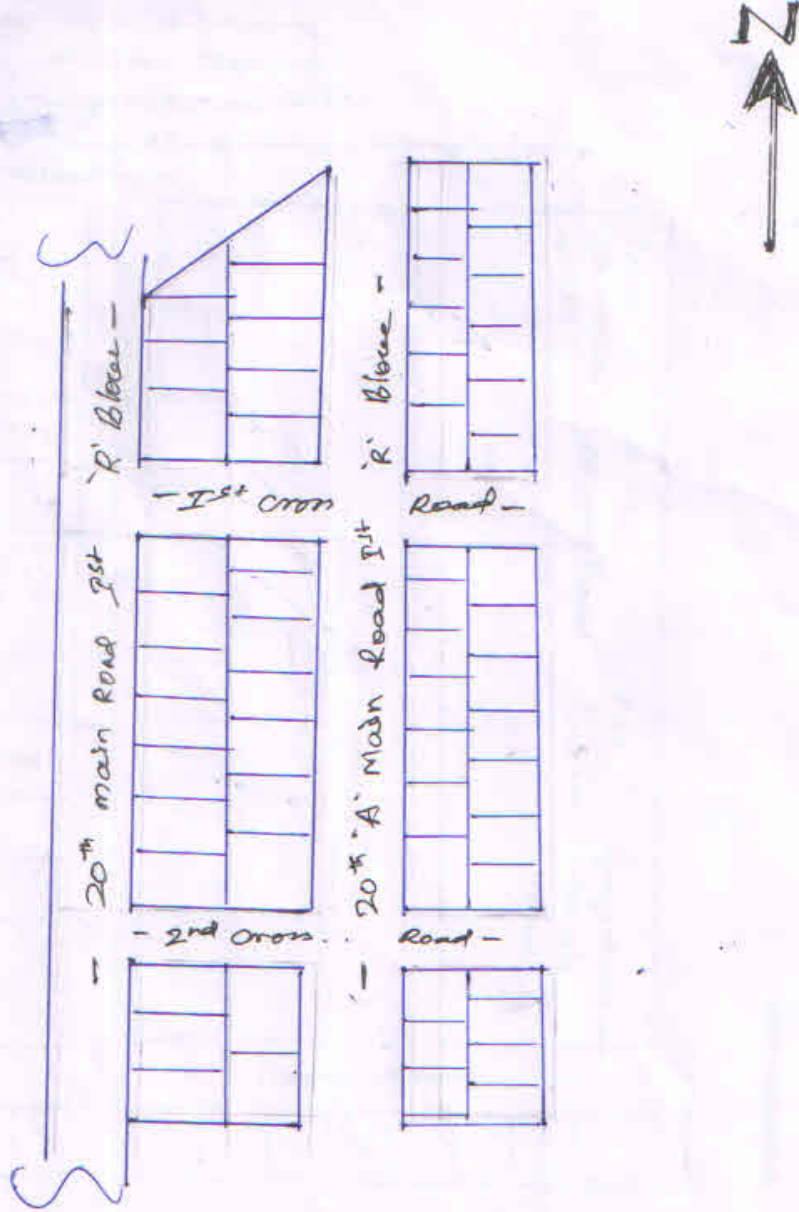 N
- 20th main Road Ist 'R' Block -
- 20th 'A' Main Road Ist 'R' Block -
- Ist Cross Road -
- 2nd Cross Road -